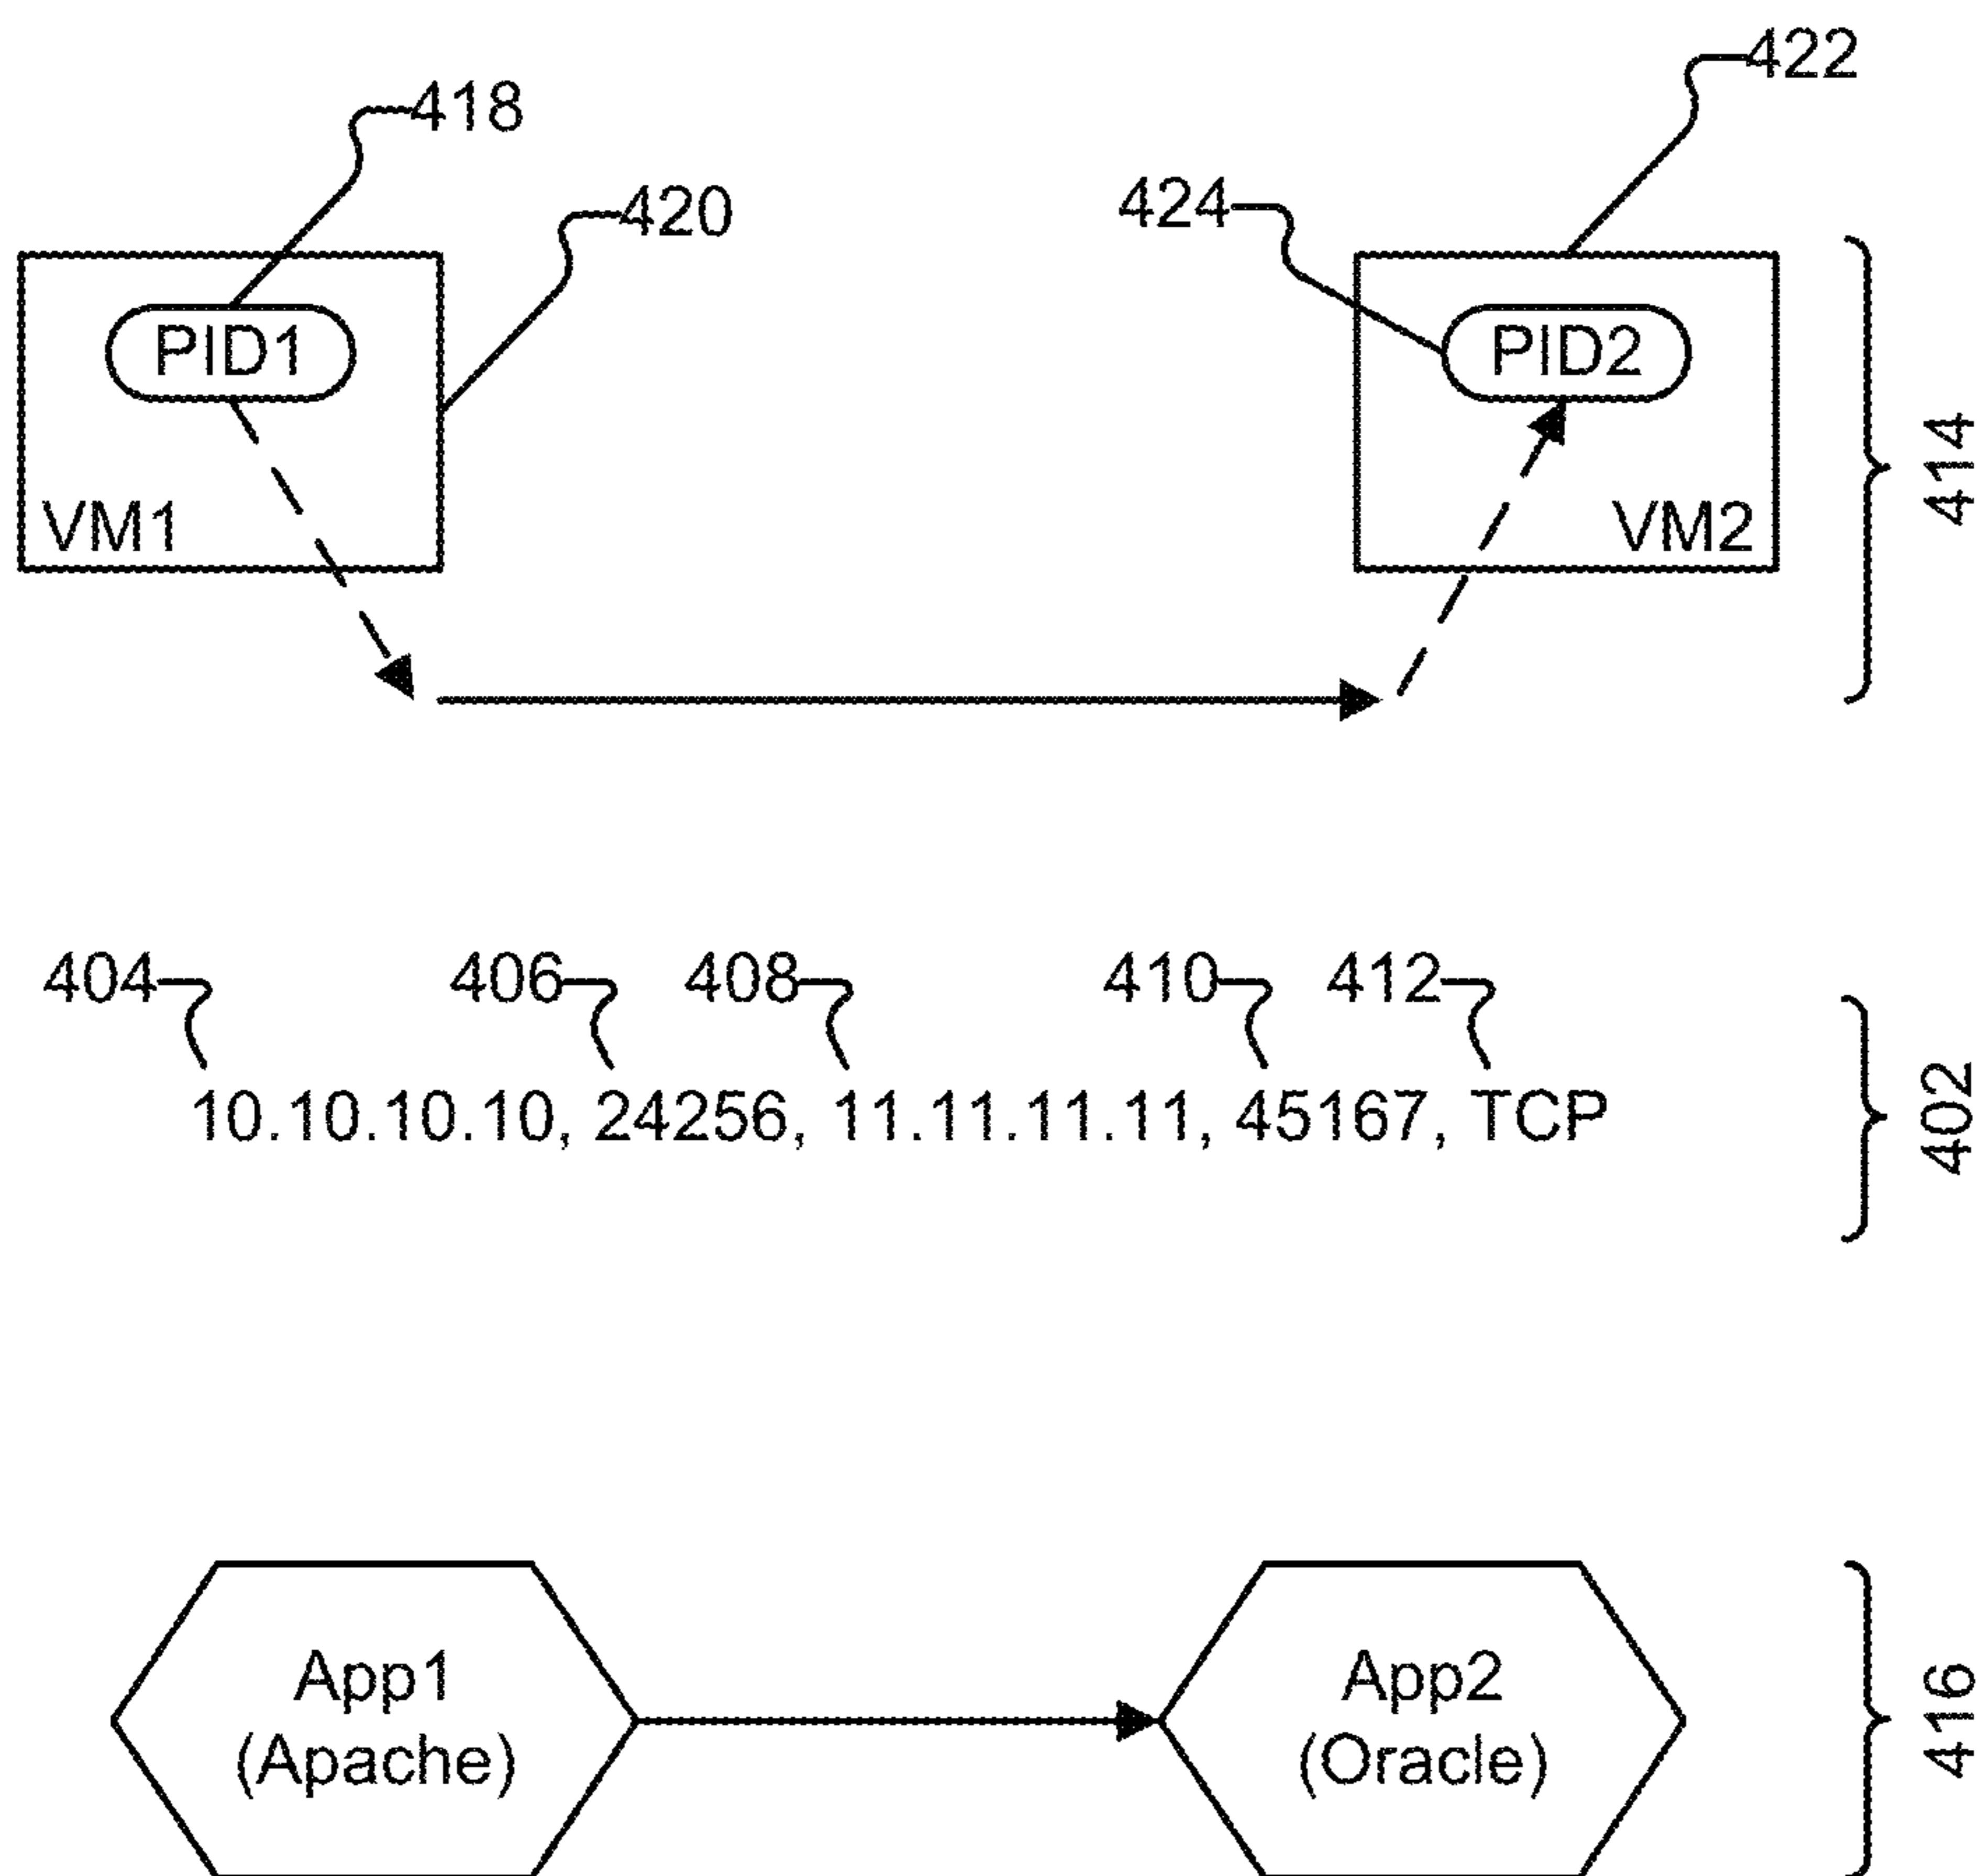 422
418
420
424
PID1
PID2
VM1
VM2
414
404 406 408 410 412
10.10.10.10, 24256, 11.11.11.11, 45167, TCP
402
App1
(Apache)
App2
(Oracle)
416